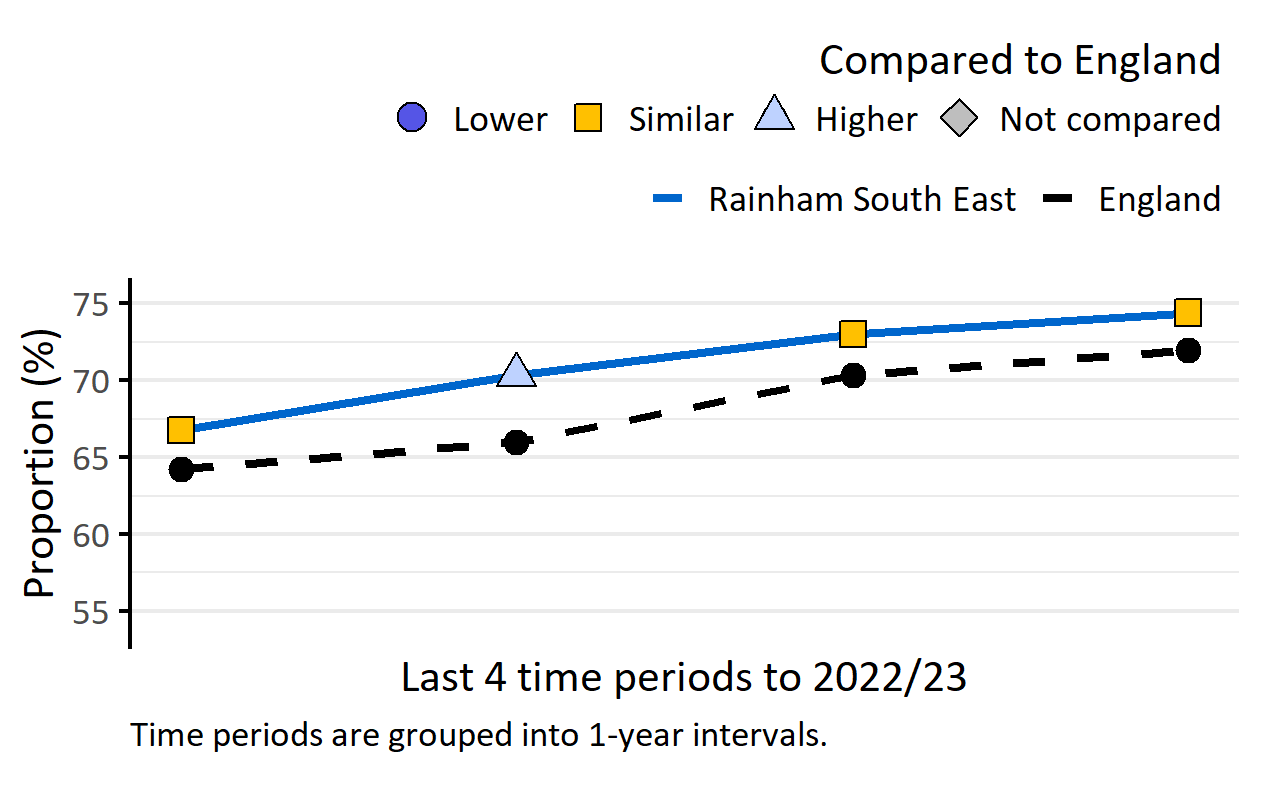 Compared to England
Lower Similar Higher Not compared
Rainham South East England
Proportion (%)
75
70
65
60
55
Last 4 time periods to 2022/23
Time periods are grouped into 1-year intervals.